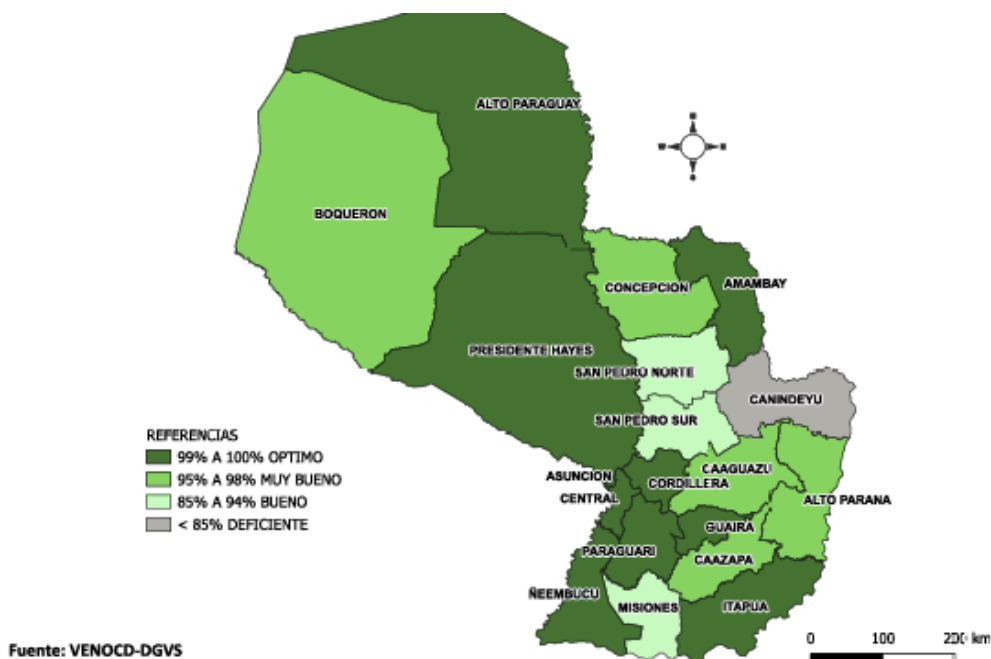 ALTO PARAGUAY
BOQUERON
CONCEPCION
AMAMBAY
PRESIDENTE HAYES
SAN PEDRO NORTE
CANINDEYU
SAN PEDRO SUR
REFERENCIAS
99% A 100% OPTIMO
95% A 98% MUY BUENO
85% A 94% BUENO
< 85% DEFICIENTE
ASUNCION
CENTRAL
CORDILLERA
CAAGUAZU
ALTO PARANA
GUAIRA
PARAGUARI
CAAZAPA
ÑEEMBUCU
MISIONES
ITAPUA
0 100 200 km
Fuente: VENOCD-DGVS